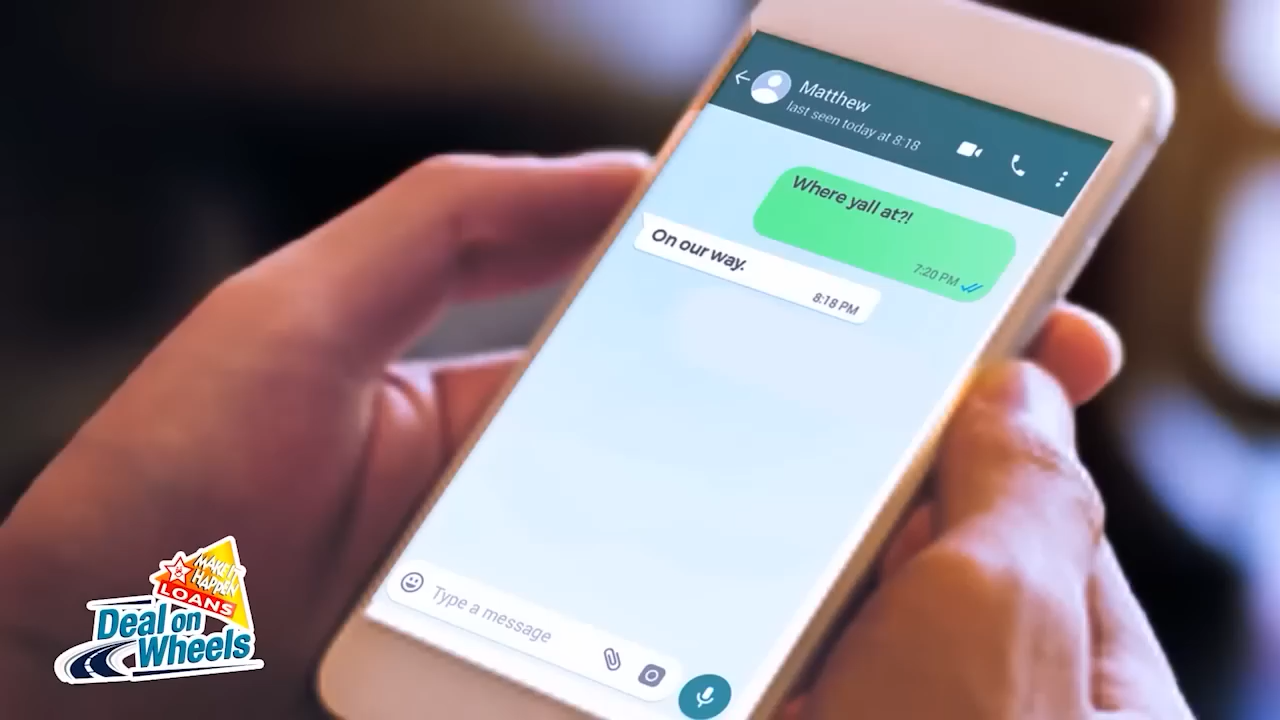 Matthew
last seen today at 8:18
Where yall at?!
7:20 PM
On our way.
8:18 PM
Type a message
MAKE IT
HAPPEN
LOANS
Deal on
Wheels